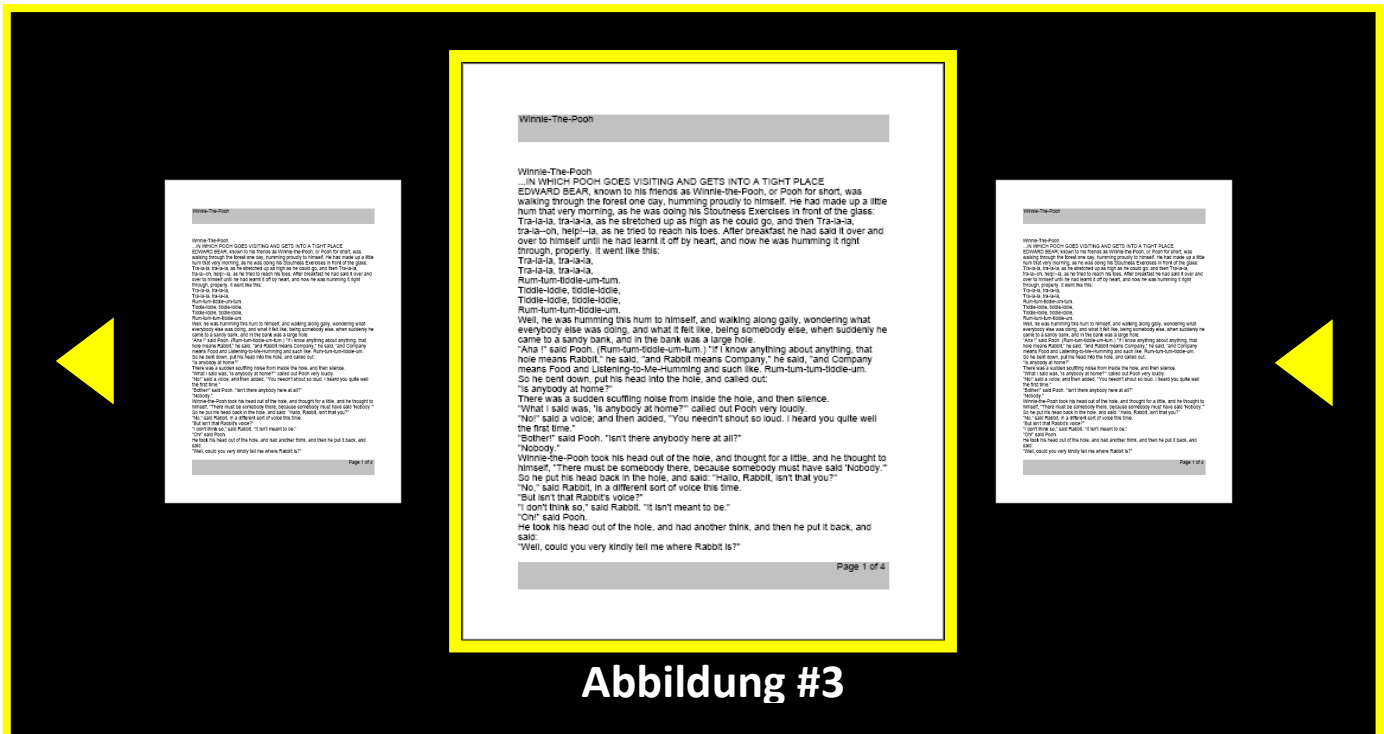 Winnie-The-Pooh
Winnie-The-Pooh
...IN WHICH POOH GOES VISITING AND GETS INTO A TIGHT PLACE
EDWARD BEAR, known to his friends as Winnie-the-Pooh, or Pooh for short, was
walking through the forest one day, humming proudly to himself. He had made up a little
hum that very morning, as he was doing his Stoutness Exercises in front of the glass:
Tra-la-la, tra-la-la, as he stretched up as high as he could go, and then Tra-la-la,
tra-la--oh, help!--la, as he tried to reach his toes. After breakfast he had said it over and
over to himself until he had learnt it off by heart, and now he was humming it right
through, properly. It went like this:
Tra-la-la, tra-la-la,
Tra-la-la, tra-la-la,
Rum-tum-tiddle-um-tum.
Tiddle-iddle, tiddle-iddle,
Tiddle-iddle, tiddle-iddle,
Rum-tum-tum-tiddle-um.
Well, he was humming this hum to himself, and walking along gaily, wondering what
everybody else was doing, and what it felt like, being somebody else, when suddenly he
came to a sandy bank, and in the bank was a large hole.
"Aha !" said Pooh. (Rum-tum-tiddle-um-tum.) "If I know anything about anything, that
hole means Rabbit," he said, "and Rabbit means Company," he said, "and Company
means Food and Listening-to-Me-Humming and such like. Rum-tum-tum-tiddle-um.
So he bent down, put his head into the hole, and called out:
"Is anybody at home?"
There was a sudden scuffling noise from inside the hole, and then silence.
"What I said was, 'Is anybody at home?'" called out Pooh very loudly.
"No!" said a voice; and then added, "You needn't shout so loud. I heard you quite well
the first time."
"Bother!" said Pooh. "Isn't there anybody here at all?"
"Nobody."
Winnie-the-Pooh took his head out of the hole, and thought for a little, and he thought to
himself, "There must be somebody there, because somebody must have said 'Nobody.'"
So he put his head back in the hole, and said: "Hallo, Rabbit, isn't that you?"
"No," said Rabbit, in a different sort of voice this time.
"But isn't that Rabbit's voice?"
"I don't think so," said Rabbit. "It isn't meant to be."
"Oh!" said Pooh.
He took his head out of the hole, and had another think, and then he put it back, and
said:
"Well, could you very kindly tell me where Rabbit is?"
Page 1 of 4
Abbildung #3